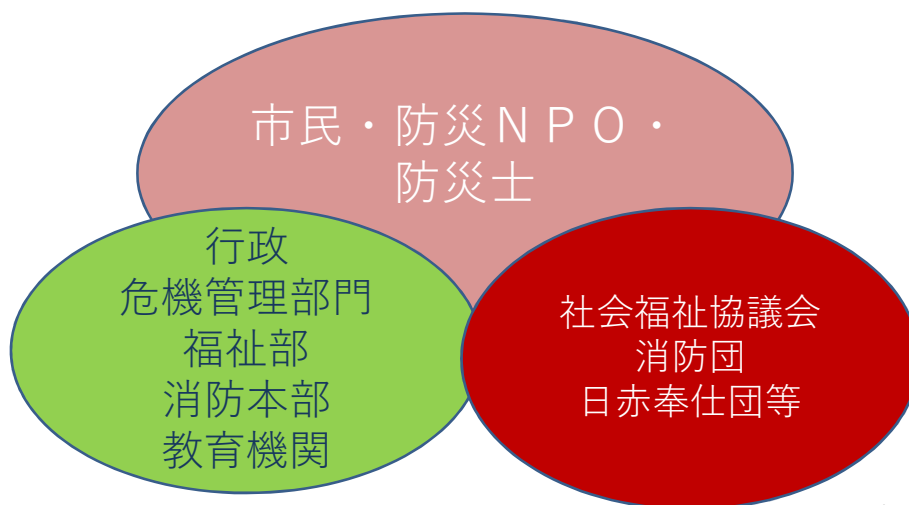 市民・防災ＮＰＯ・
防災士
行政
危機管理部門
福祉部
消防本部
教育機関
社会福祉協議会
消防団
日赤奉仕団等